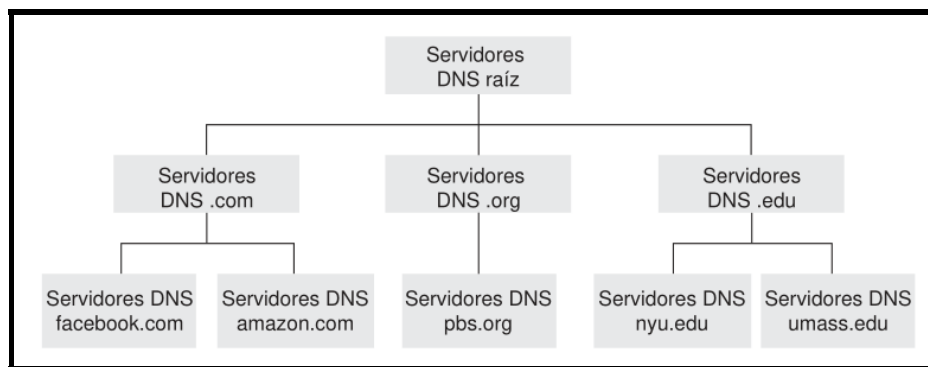 Servidores
DNS raíz
Servidores
DNS .com
Servidores
DNS .org
Servidores
DNS .edu
Servidores DNS
facebook.com
Servidores DNS
amazon.com
Servidores DNS
pbs.org
Servidores DNS
nyu.edu
Servidores DNS
umass.edu